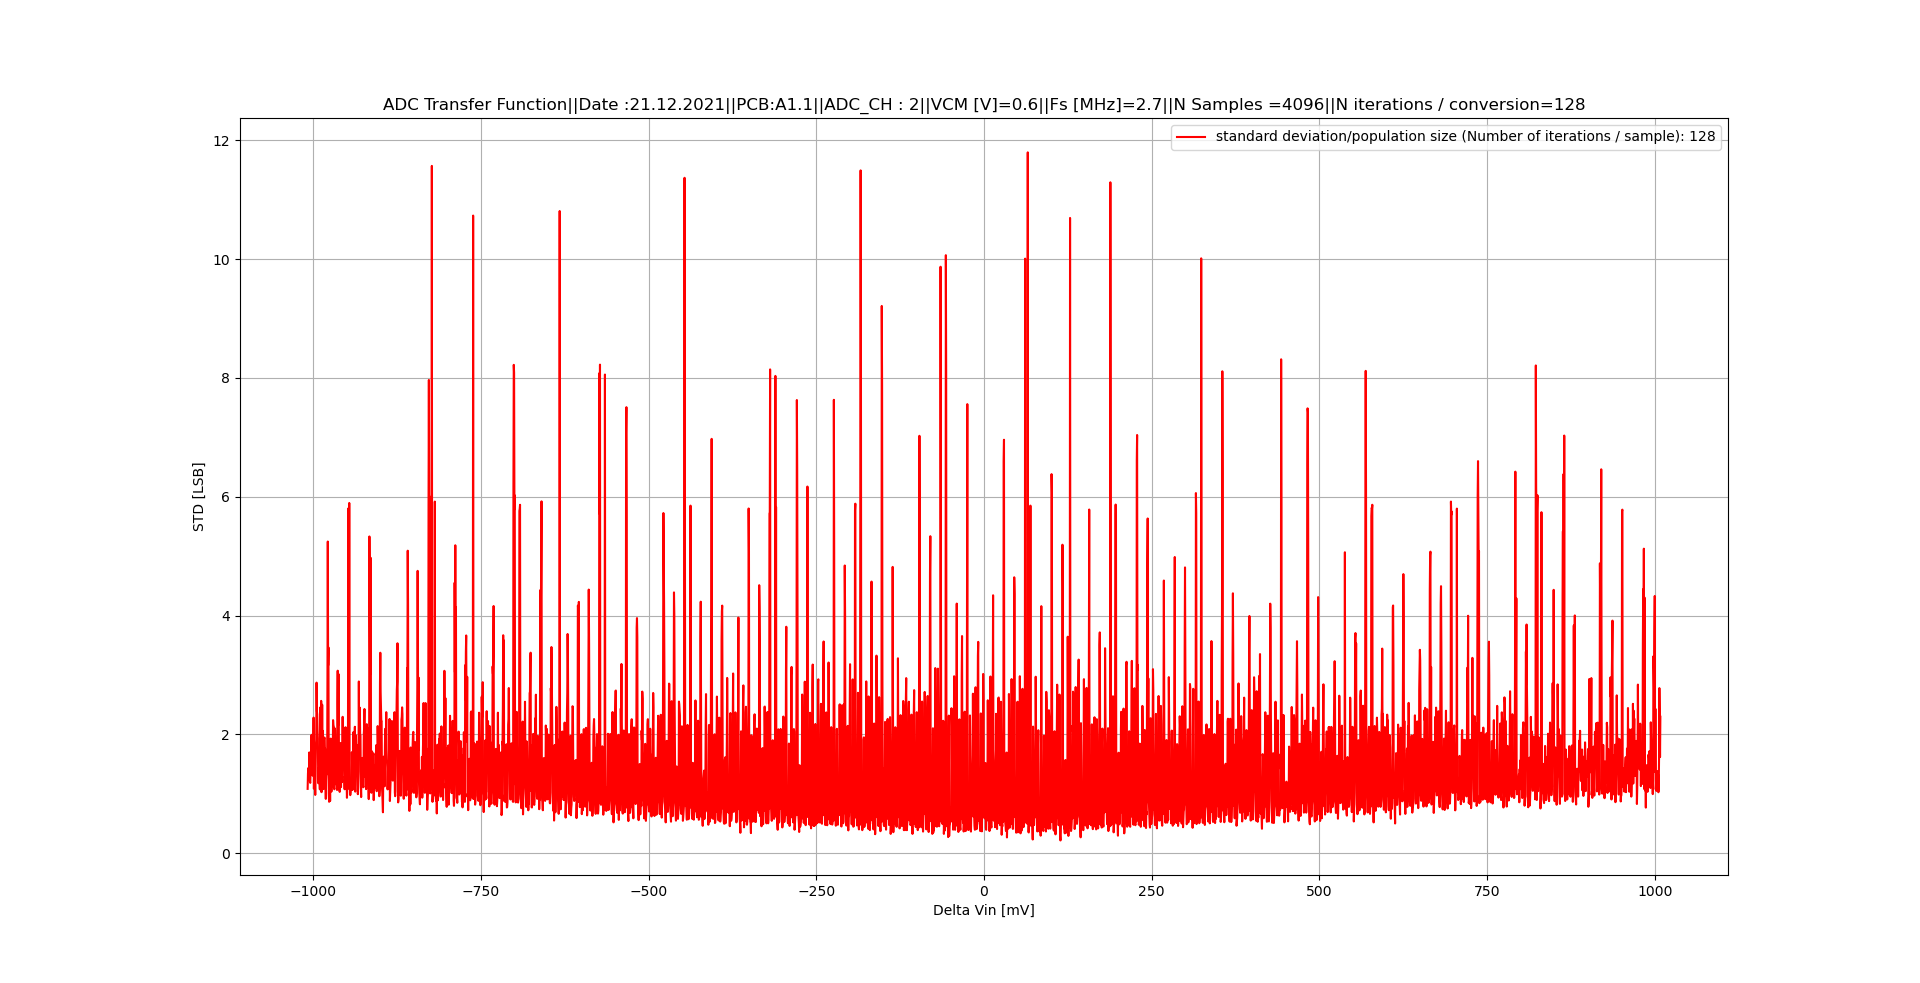 ADC Transfer Function||Date :21.12.2021||PCB:A1.1||ADC_CH : 2||VCM [V]=0.6||Fs [MHz]=2.7||N Samples =4096||N iterations / conversion=128
standard deviation/population size (Number of iterations / sample): 128
STD [LSB]
12
10
8
6
4
2
0
−1000 −750 −500 −250 0 250 500 750 1000
Delta Vin [mV]